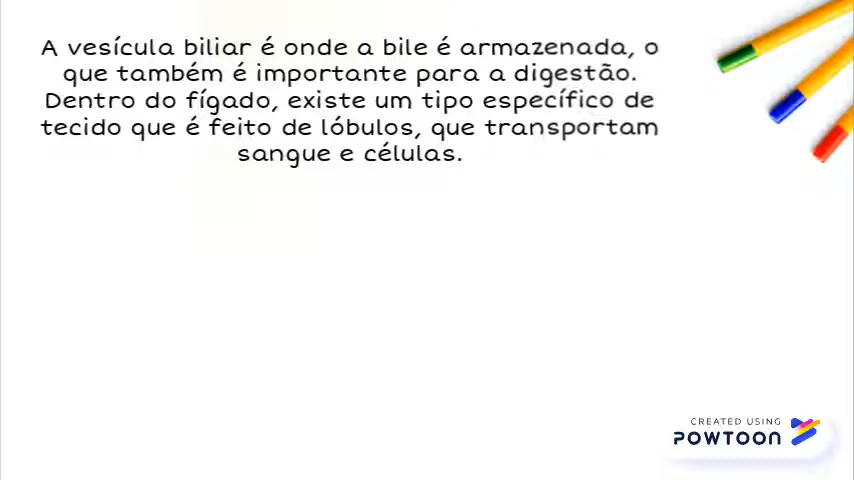 A vesícula biliar é onde a bile é armazenada, o
que também é importante para a digestão.
Dentro do fígado, existe um tipo específico de
tecido que é feito de lóbulos, que transportam
sangue e células.
CREATED USING
POWTOON